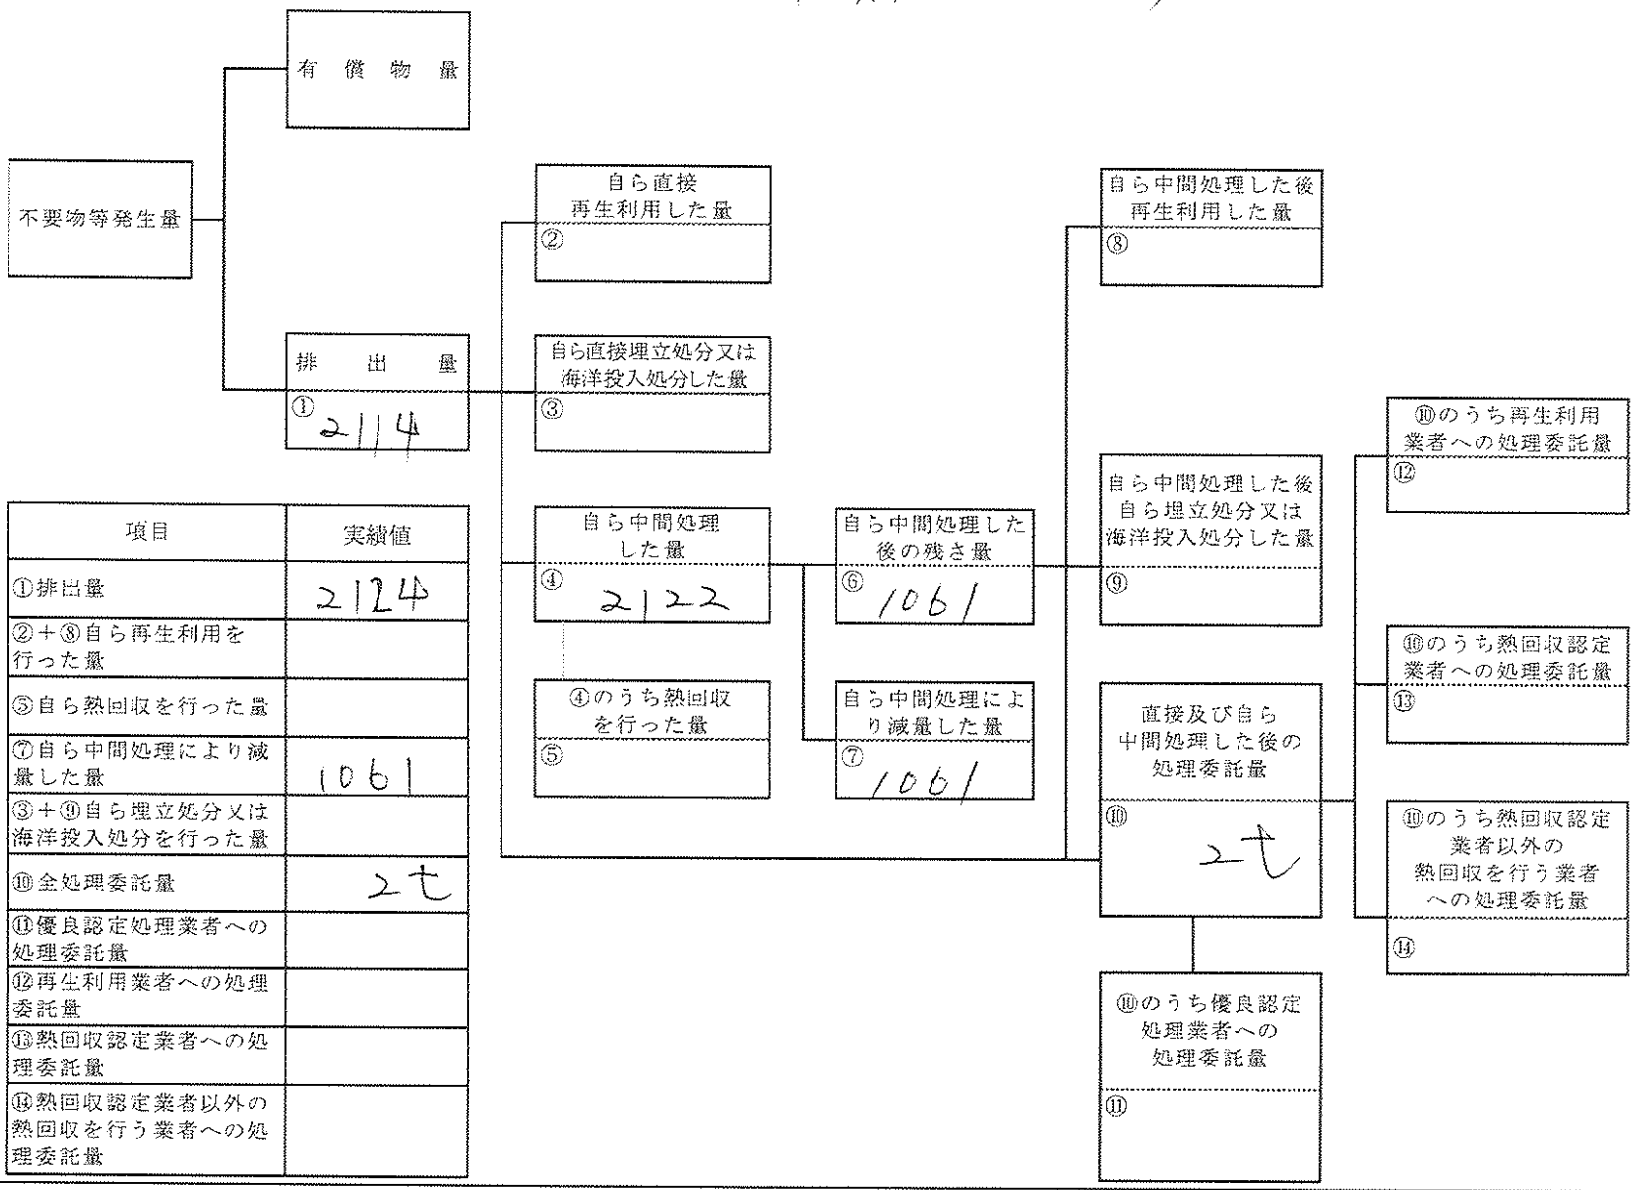 有償物量
不要物等発生量
排出量
①
2114
自ら直接
再生利用した量
②
自ら直接埋立処分又は
海洋投入処分した量
③
自ら中間処理
した量
④
2122
④のうち熱回収
を行った量
⑤
自ら中間処理した
後の残さ量
⑥
1061
自ら中間処理によ
り減量した量
⑦
1061
自ら中間処理した後
再生利用した量
⑧
自ら中間処理した後
自ら埋立処分又は
海洋投入処分した量
⑨
直接及び自ら
中間処理した後の
処理委託量
⑩
2t
⑩のうち優良認定
処理業者への
処理委託量
⑪
⑩のうち再生利用
業者への処理委託量
⑫
⑩のうち熱回収認定
業者への処理委託量
⑬
⑩のうち熱回収認定
業者以外の
熱回収を行う業者
への処理委託量
⑭
項目 実績値
①排出量 2124
②+⑧自ら再生利用を
行った量
⑤自ら熱回収を行った量
⑦自ら中間処理により減
量した量 1061
③+⑨自ら埋立処分又は
海洋投入処分を行った量
⑩全処理委託量 2t
⑪優良認定処理業者への
処理委託量
⑫再生利用業者への処理
委託量
⑬熱回収認定業者への処
理委託量
⑭熱回収認定業者以外の
熱回収を行う業者への処
理委託量